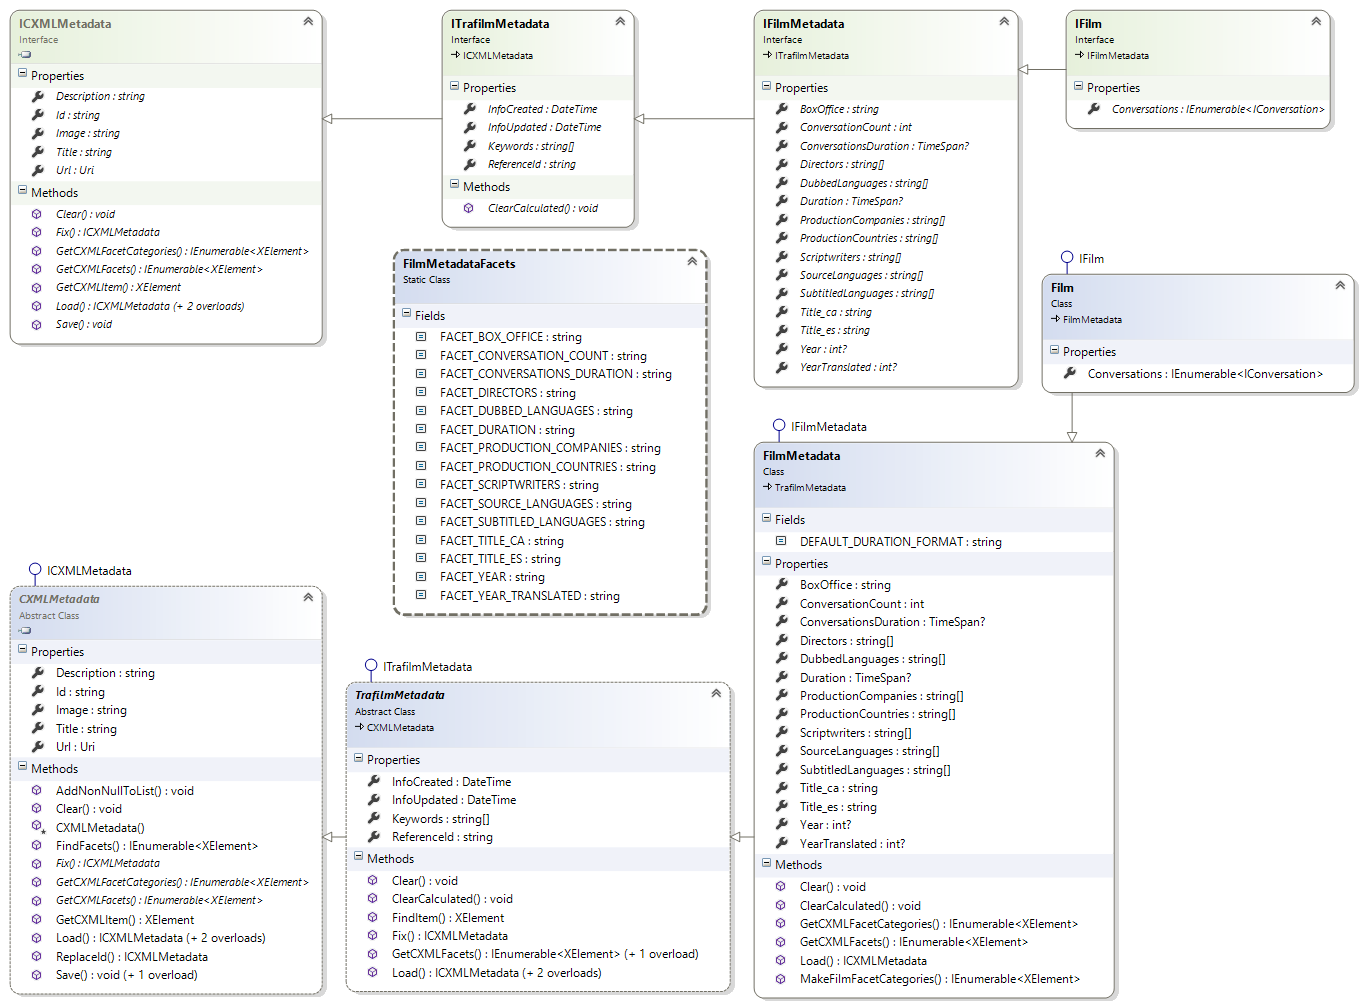 ICXMLMetadata
Interface
Properties
Description : string
Id : string
Image : string
Title : string
Url : Uri
Methods
Clear() : void
Fix() : ICXMLMetadata
GetCXMLFacetCategories() : IEnumerable<XElement>
GetCXMLFacets() : IEnumerable<XElement>
GetCXMLItem() : XElement
Load() : ICXMLMetadata (+ 2 overloads)
Save() : void
ITrafilmMetadata
Interface
ICXMLMetadata
Properties
InfoCreated : DateTime
InfoUpdated : DateTime
Keywords : string[]
ReferenceId : string
Methods
ClearCalculated() : void
IFilmMetadata
Interface
ITrafilmMetadata
Properties
BoxOffice : string
ConversationCount : int
ConversationsDuration : TimeSpan?
Directors : string[]
DubbedLanguages : string[]
Duration : TimeSpan?
ProductionCompanies : string[]
ProductionCountries : string[]
Scriptwriters : string[]
SourceLanguages : string[]
SubtitledLanguages : string[]
Title_ca : string
Title_es : string
Year : int?
YearTranslated : int?
IFilm
Interface
IFilmMetadata
Properties
Conversations : IEnumerable<IConversation>
FilmMetadataFacets
Static Class
Fields
FACET_BOX_OFFICE : string
FACET_CONVERSATION_COUNT : string
FACET_CONVERSATIONS_DURATION : string
FACET_DIRECTORS : string
FACET_DUBBED_LANGUAGES : string
FACET_DURATION : string
FACET_PRODUCTION_COMPANIES : string
FACET_PRODUCTION_COUNTRIES : string
FACET_SCRIPTWRITERS : string
FACET_SOURCE_LANGUAGES : string
FACET_SUBTITLED_LANGUAGES : string
FACET_TITLE_CA : string
FACET_TITLE_ES : string
FACET_YEAR : string
FACET_YEAR_TRANSLATED : string
IFilm
Film
Class
FilmMetadata
Properties
Conversations : IEnumerable<IConversation>
ICXMLMetadata
CXMLMetadata
Abstract Class
Properties
Description : string
Id : string
Image : string
Title : string
Url : Uri
Methods
AddNonNullToList() : void
Clear() : void
CXMLMetadata()
FindFacets() : IEnumerable<XElement>
Fix() : ICXMLMetadata
GetCXMLFacetCategories() : IEnumerable<XElement>
GetCXMLFacets() : IEnumerable<XElement>
GetCXMLItem() : XElement
Load() : ICXMLMetadata (+ 2 overloads)
ReplaceId() : ICXMLMetadata
Save() : void (+ 1 overload)
ITrafilmMetadata
TrafilmMetadata
Abstract Class
CXMLMetadata
Properties
InfoCreated : DateTime
InfoUpdated : DateTime
Keywords : string[]
ReferenceId : string
Methods
Clear() : void
ClearCalculated() : void
FindItem() : XElement
Fix() : ICXMLMetadata
GetCXMLFacets() : IEnumerable<XElement> (+ 1 overload)
Load() : ICXMLMetadata (+ 2 overloads)
IFilmMetadata
FilmMetadata
Class
TrafilmMetadata
Fields
DEFAULT_DURATION_FORMAT : string
Properties
BoxOffice : string
ConversationCount : int
ConversationsDuration : TimeSpan?
Directors : string[]
DubbedLanguages : string[]
Duration : TimeSpan?
ProductionCompanies : string[]
ProductionCountries : string[]
Scriptwriters : string[]
SourceLanguages : string[]
SubtitledLanguages : string[]
Title_ca : string
Title_es : string
Year : int?
YearTranslated : int?
Methods
Clear() : void
ClearCalculated() : void
GetCXMLFacetCategories() : IEnumerable<XElement>
GetCXMLFacets() : IEnumerable<XElement>
Load() : ICXMLMetadata
MakeFilmFacetCategories() : IEnumerable<XElement>